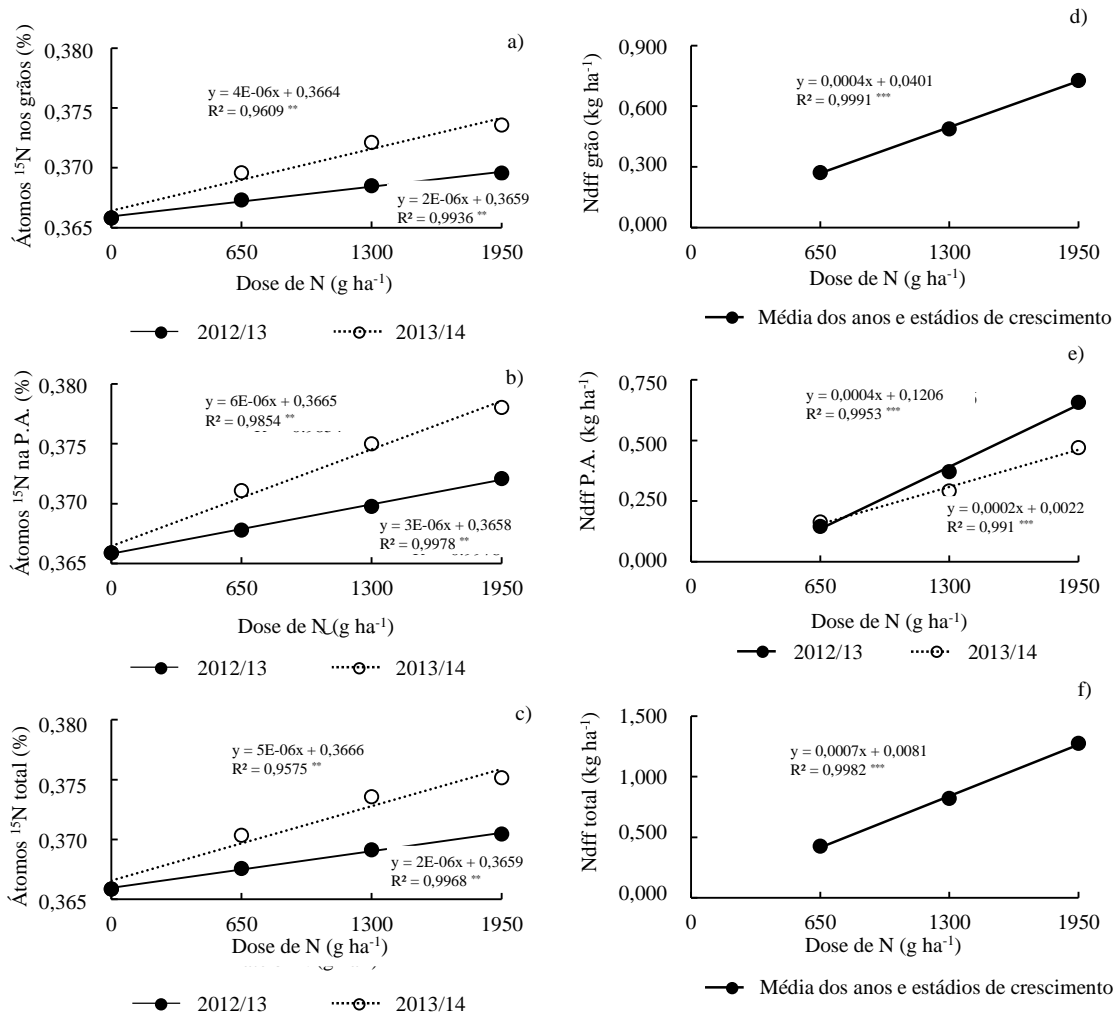 a)
Átomos ¹⁵N nos grãos (%)
0,380
0,375
0,370
0,365
y = 4E-06x + 0,3664
R² = 0,9609 **
y = 2E-06x + 0,3659
R² = 0,9936 **
0 650 1300 1950
Dose de N (g ha⁻¹)
2012/13 2013/14
d)
Ndff grão (kg ha⁻¹)
0,900
0,600
0,300
0,000
y = 0,0004x + 0,0401
R² = 0,9991 ***
0 650 1300 1950
Dose de N (g ha⁻¹)
Média dos anos e estádios de crescimento
b)
Átomos ¹⁵N na P.A. (%)
0,380
0,375
0,370
0,365
y = 6E-06x + 0,3665
R² = 0,9854 **
y = 3E-06x + 0,3658
R² = 0,9978 **
0 650 1300 1950
Dose de N (g ha⁻¹)
2012/13 2013/14
e)
Ndff P.A. (kg ha⁻¹)
0,750
0,500
0,250
0,000
y = 0,0004x + 0,1206
R² = 0,9953 ***
y = 0,0002x + 0,0022
R² = 0,991 ***
0 650 1300 1950
Dose de N (g ha⁻¹)
2012/13 2013/14
c)
Átomos ¹⁵N total (%)
0,380
0,375
0,370
0,365
y = 5E-06x + 0,3666
R² = 0,9575 **
y = 2E-06x + 0,3659
R² = 0,9968 **
0 650 1300 1950
Dose de N (g ha⁻¹)
2012/13 2013/14
f)
Ndff total (kg ha⁻¹)
1,500
1,000
0,500
0,000
y = 0,0007x + 0,0081
R² = 0,9982 ***
0 650 1300 1950
Dose de N (g ha⁻¹)
Média dos anos e estádios de crescimento